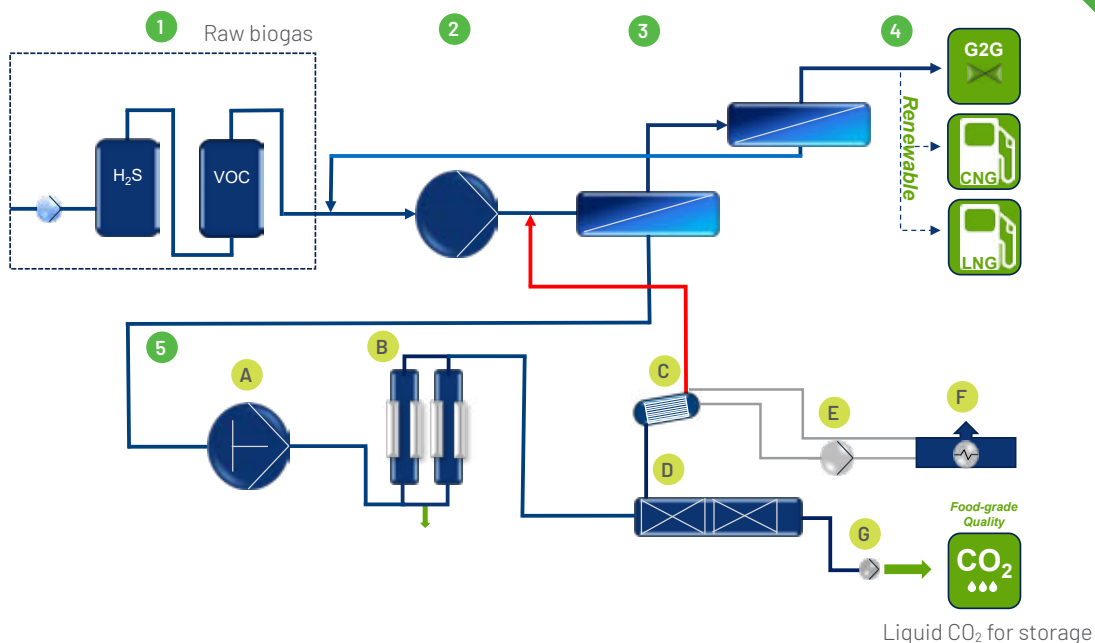 1
Raw biogas
2
3
4
G2G
H₂S
VOC
Renewable
CNG
LNG
5
A
B
C
D
E
F
G
Food-grade
Quality
CO₂
Liquid CO₂ for storage